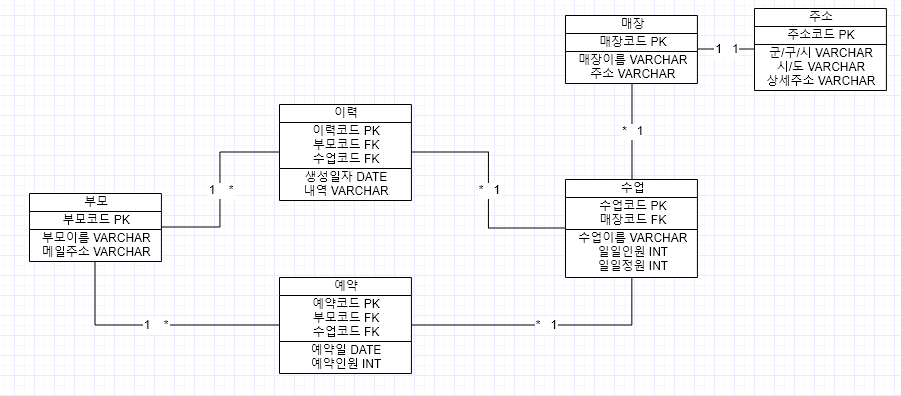 매장
매장코드 PK
매장이름 VARCHAR
주소 VARCHAR
1 1
주소
주소코드 PK
군/구/시 VARCHAR
시/도 VARCHAR
상세주소 VARCHAR
* 1
이력
이력코드 PK
부모코드 FK
수업코드 FK
생성일자 DATE
내역 VARCHAR
1 *
* 1
부모
부모코드 PK
부모이름 VARCHAR
메일주소 VARCHAR
수업
수업코드 PK
매장코드 FK
수업이름 VARCHAR
일일인원 INT
일일정원 INT
예약
예약코드 PK
부모코드 FK
수업코드 FK
예약일 DATE
예약인원 INT
1 *
* 1